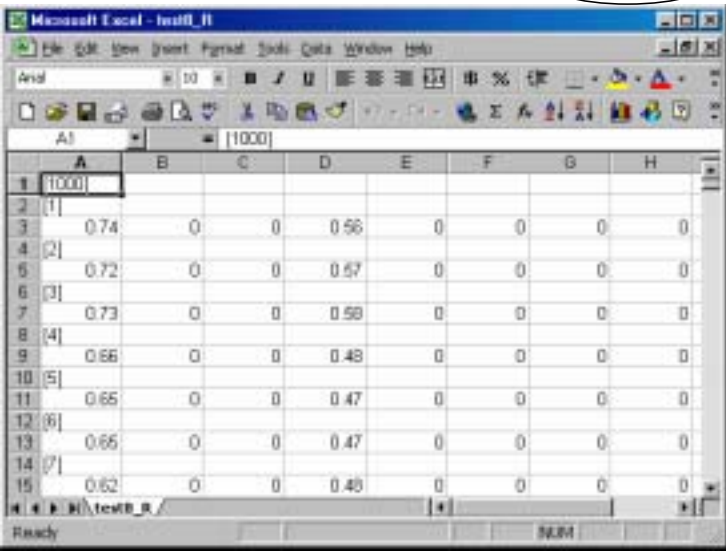 Microsoft Excel - testB_R
File Edit View Insert Format Tools Data Window Help
Arial 10 B I U %
A1 = [1000]
A B C D E F G H
1 [1000]
2 [1]
3 0.74 0 0 0.56 0 0 0 0
4 [2]
5 0.72 0 0 0.57 0 0 0 0
6 [3]
7 0.73 0 0 0.58 0 0 0 0
8 [4]
9 0.66 0 0 0.48 0 0 0 0
10 [5]
11 0.65 0 0 0.47 0 0 0 0
12 [6]
13 0.65 0 0 0.47 0 0 0 0
14 [7]
15 0.62 0 0 0.48 0 0 0 0
testB_R
Ready NUM